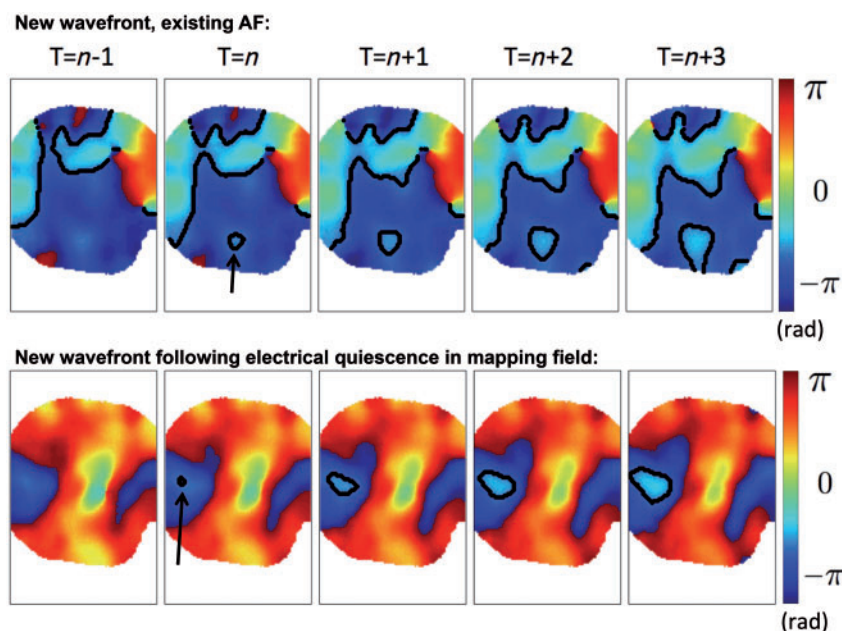 New wavefront, existing AF:
T=n-1 T=n T=n+1 T=n+2 T=n+3
π
0
−π
(rad)
New wavefront following electrical quiescence in mapping field:
π
0
−π
(rad)